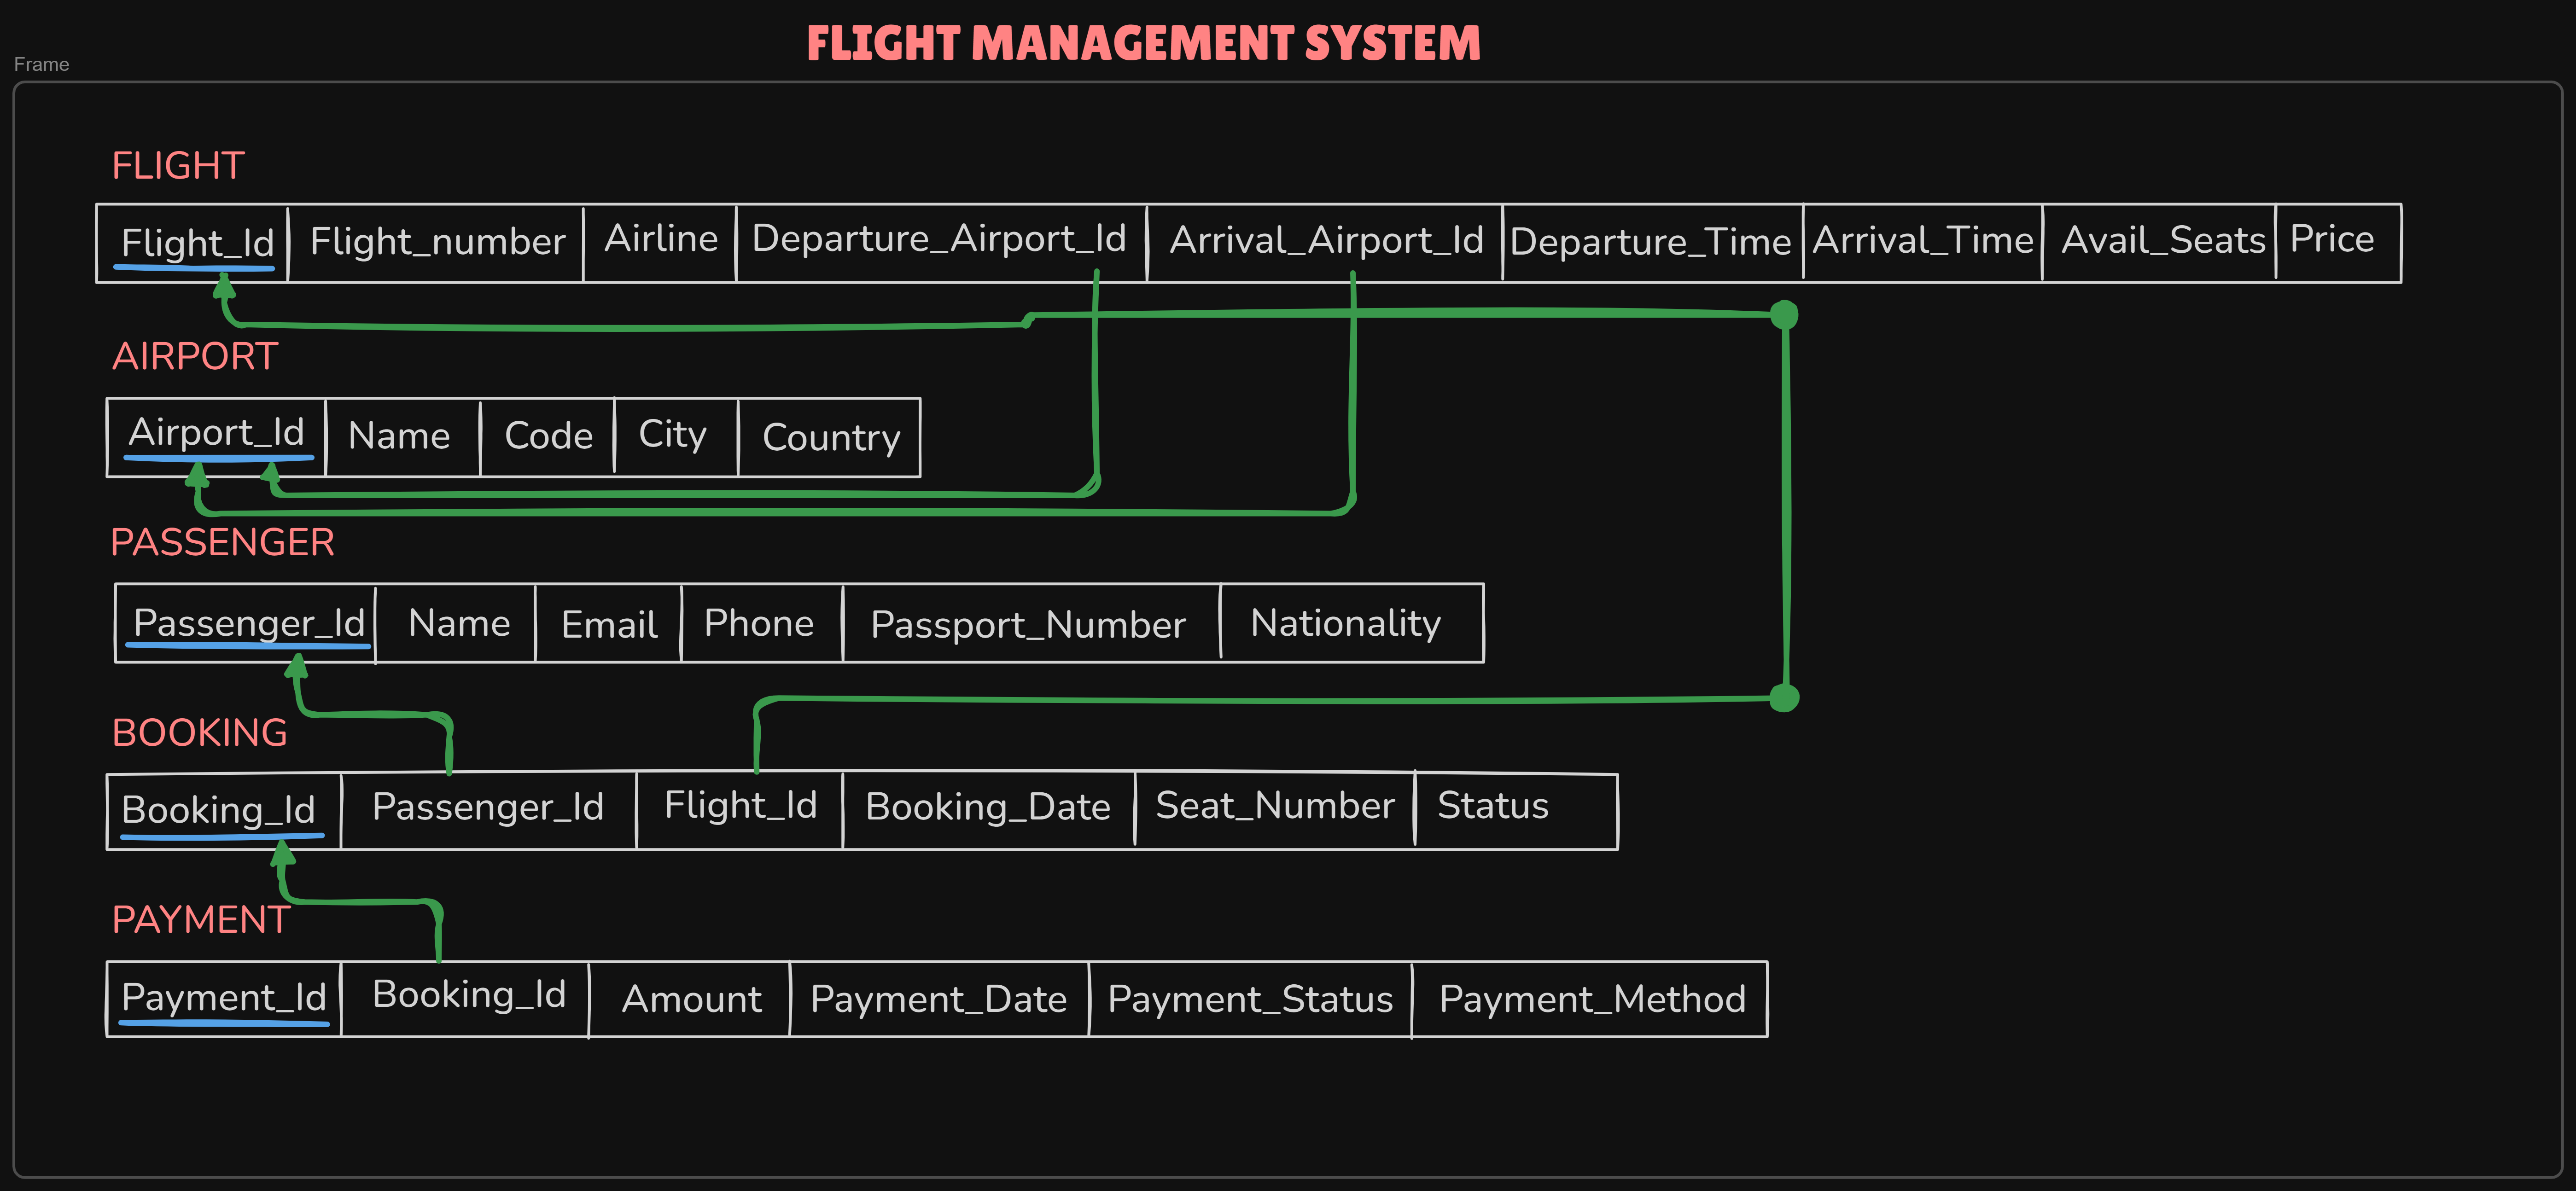 FLIGHT MANAGEMENT SYSTEM
Frame
FLIGHT
Flight_Id Flight_number Airline Departure_Airport_Id Arrival_Airport_Id Departure_Time Arrival_Time Avail_Seats Price
AIRPORT
Airport_Id Name Code City Country
PASSENGER
Passenger_Id Name Email Phone Passport_Number Nationality
BOOKING
Booking_Id Passenger_Id Flight_Id Booking_Date Seat_Number Status
PAYMENT
Payment_Id Booking_Id Amount Payment_Date Payment_Status Payment_Method